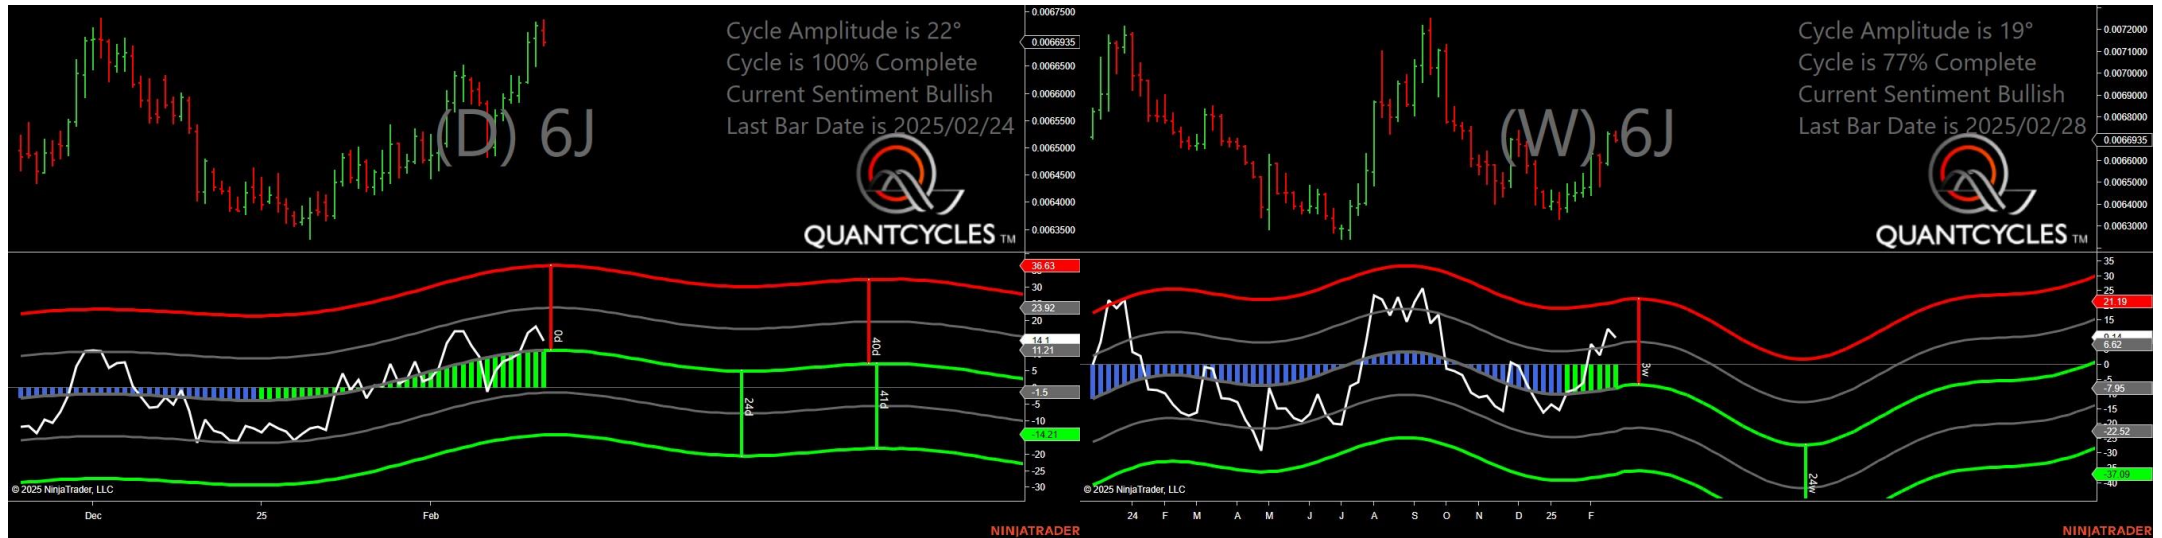 Cycle Amplitude is 22°
Cycle is 100% Complete
Current Sentiment Bullish
Last Bar Date is 2025/02/24
(D) 6J
QUANTCYCLES TM
0.0067500
0.0066935
0.0066500
0.0066000
0.0065500
0.0065000
0.0064500
0.0064000
0.0063500
36.63
30
23.92
20
14.1
11.21
5
-1.5
-5
-10
-14.21
-20
-25
-30
0d
24d
40d
41d
© 2025 NinjaTrader, LLC
Dec
25
Feb
NINJATRADER
Cycle Amplitude is 19°
Cycle is 77% Complete
Current Sentiment Bullish
Last Bar Date is 2025/02/28
(W) 6J
QUANTCYCLES TM
0.0072000
0.0071000
0.0070000
0.0069000
0.0068000
0.0066935
0.0066000
0.0065000
0.0064000
0.0063000
35
30
25
21.19
15
6.62
0
-7.95
-15
-22.52
-30
-37.09
-40
3w
24w
© 2025 NinjaTrader, LLC
24 F M A M J J A S O N D 25 F
NINJATRADER